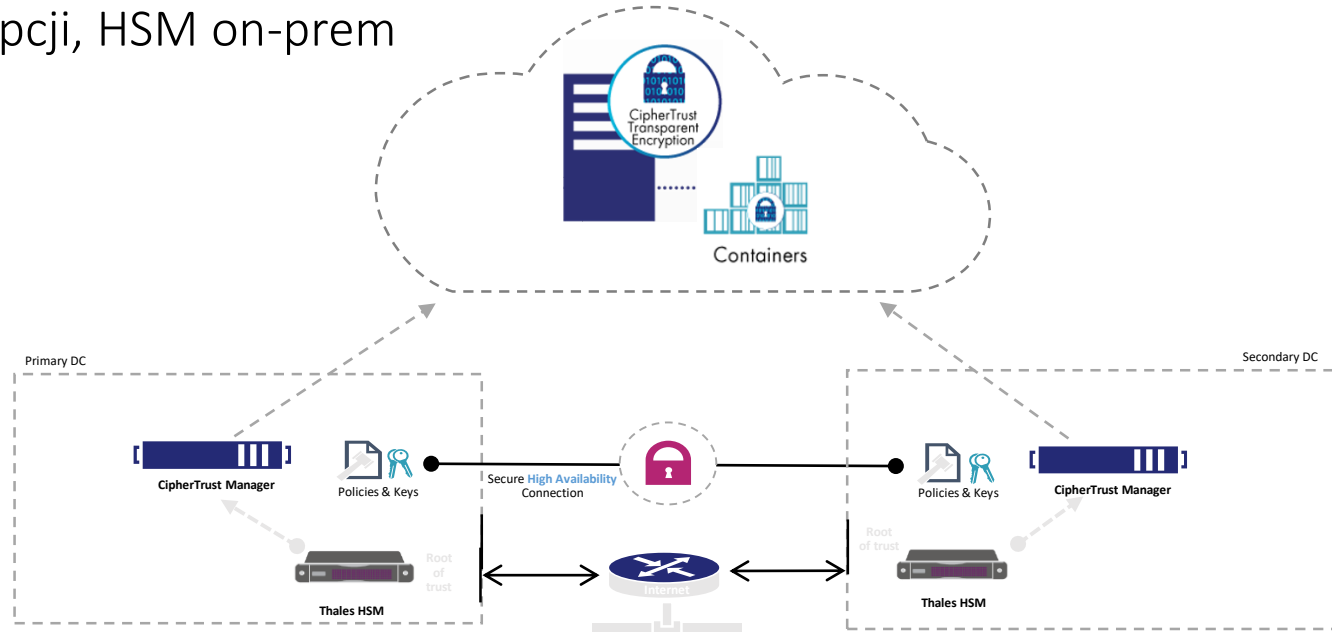 pcji, HSM on-prem
CipherTrust
Transparent
Encryption
Containers
Primary DC
Secondary DC
CipherTrust Manager
Policies & Keys
Secure High Availability
Connection
Policies & Keys
CipherTrust Manager
Root
of
trust
Thales HSM
Internet
Root
of trust
Thales HSM